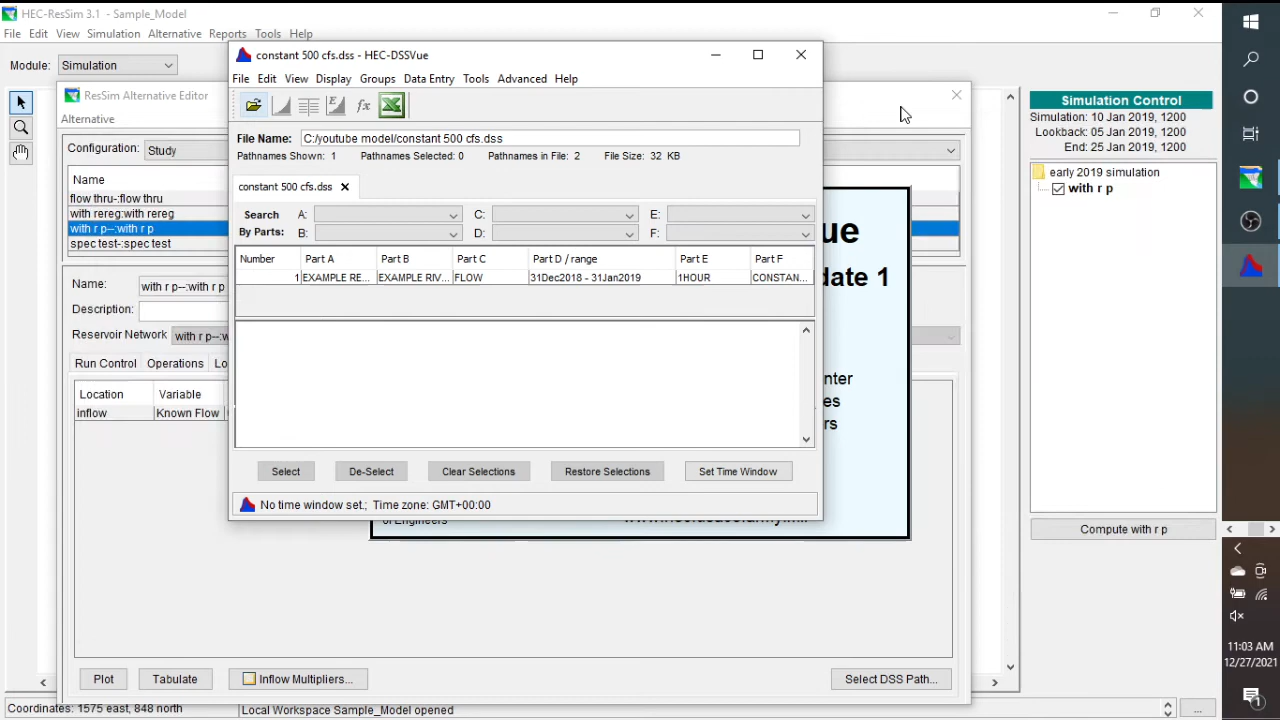 HEC-ResSim 3.1 - Sample_Model
File Edit View Simulation Alternative Reports Tools Help
Module: Simulation
ResSim Alternative Editor
Alternative
Configuration: Study
Name
flow thru-:flow thru
with rereg:with rereg
with r p--:with r p
spec test-:spec test
Name: with r p--:with r p
Description:
Reservoir Network with r p--:w
Run Control Operations Lo
Location Variable
inflow Known Flow
Plot Tabulate Inflow Multipliers... Select DSS Path...
constant 500 cfs.dss - HEC-DSSVue
File Edit View Display Groups Data Entry Tools Advanced Help
fx
File Name: C:/youtube model/constant 500 cfs.dss
Pathnames Shown: 1 Pathnames Selected: 0 Pathnames in File: 2 File Size: 32 KB
constant 500 cfs.dss
Search A: C: E:
By Parts: B: D: F:
Number Part A Part B Part C Part D / range Part E Part F
1 EXAMPLE RE... EXAMPLE RIV... FLOW 31Dec2018 - 31Jan2019 1HOUR CONSTAN...
Select De-Select Clear Selections Restore Selections Set Time Window
No time window set.; Time zone: GMT+00:00
ue
date 1
nter
es
rs
of Engineers
Simulation Control
Simulation: 10 Jan 2019, 1200
Lookback: 05 Jan 2019, 1200
End: 25 Jan 2019, 1200
early 2019 simulation
with r p
Compute with r p
Coordinates: 1575 east, 848 north Local Workspace Sample_Model opened
...
11:03 AM
12/27/2021
1